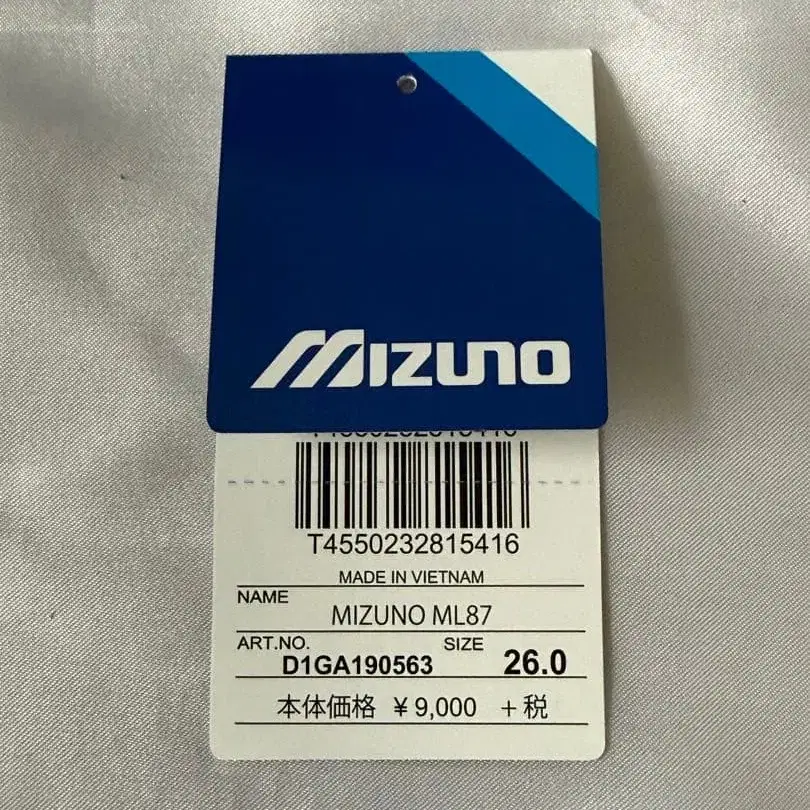 MIZUNO
T4550232815416
MADE IN VIETNAM
NAME
MIZUNO ML87
ART.NO. SIZE
D1GA190563 26.0
本体価格 ¥9,000 +税